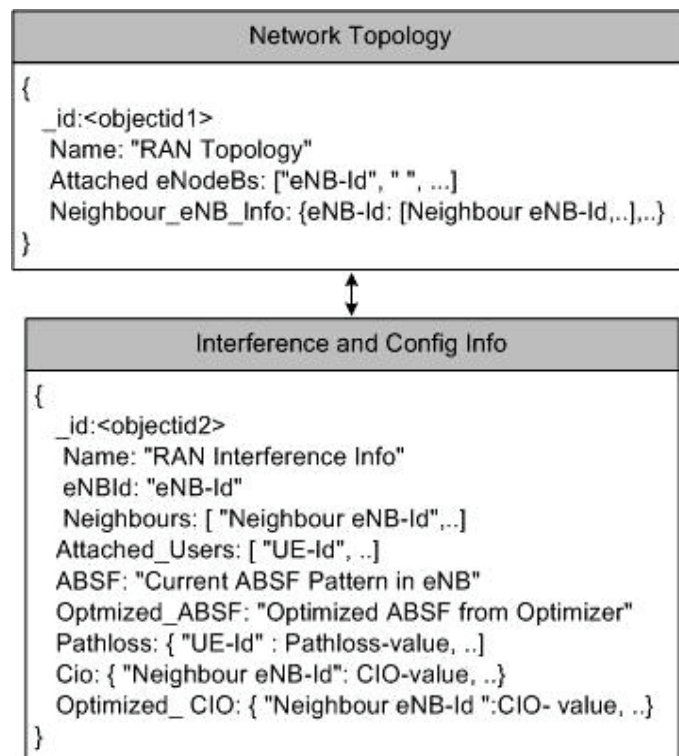 Network Topology
{
_id:<objectid1>
Name: "RAN Topology"
Attached eNodeBs: ["eNB-Id", " ", ...]
Neighbour_eNB_Info: {eNB-Id: [Neighbour eNB-Id,..],..}
}
Interference and Config Info
{
_id:<objectid2>
Name: "RAN Interference Info"
eNBId: "eNB-Id"
Neighbours: [ "Neighbour eNB-Id",..]
Attached_Users: [ "UE-Id", ..]
ABSF: "Current ABSF Pattern in eNB"
Optmized_ABSF: "Optimized ABSF from Optimizer"
Pathloss: { "UE-Id" : Pathloss-value, ..]
Cio: { "Neighbour eNB-Id": CIO-value, ..}
Optimized_ CIO: { "Neighbour eNB-Id ":CIO- value, ..}
}